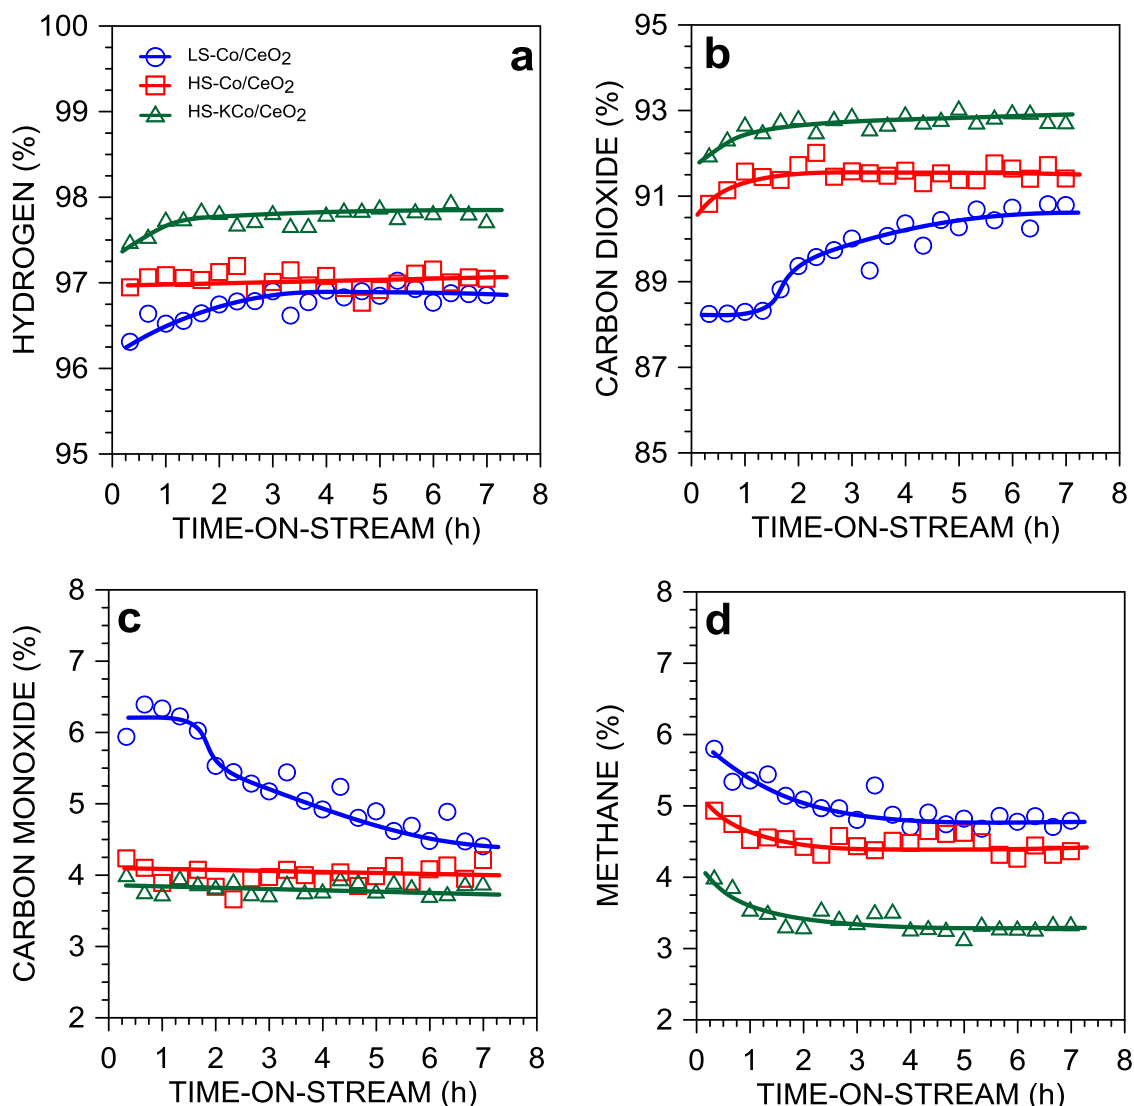 100
99
98
97
96
95
HYDROGEN (%)
LS-Co/CeO2
HS-Co/CeO2
HS-KCo/CeO2
a
0 1 2 3 4 5 6 7 8
TIME-ON-STREAM (h)
95
93
91
89
87
85
CARBON DIOXIDE (%)
b
0 1 2 3 4 5 6 7 8
TIME-ON-STREAM (h)
8
7
6
5
4
3
2
CARBON MONOXIDE (%)
c
0 1 2 3 4 5 6 7 8
TIME-ON-STREAM (h)
8
7
6
5
4
3
2
METHANE (%)
d
0 1 2 3 4 5 6 7 8
TIME-ON-STREAM (h)